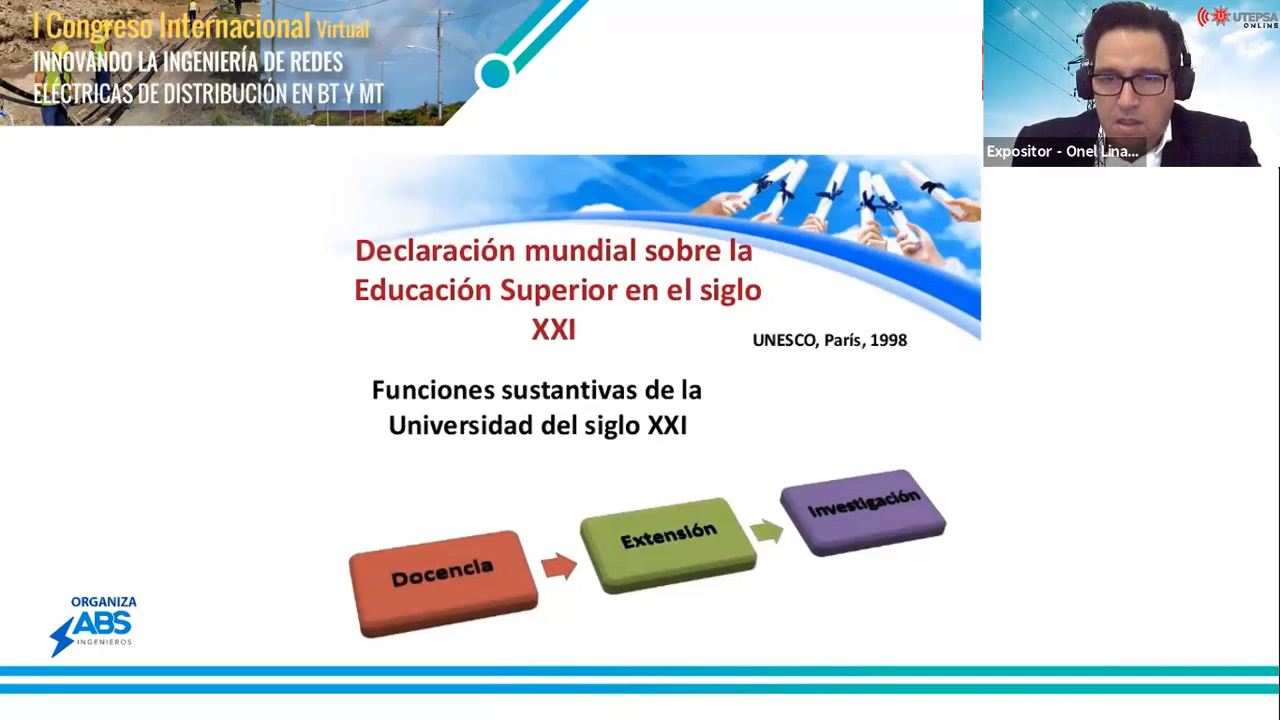 I Congreso Internacional Virtual
INNOVANDO LA INGENIERÍA DE REDES
ELÉCTRICAS DE DISTRIBUCIÓN EN BT Y MT
UTEPSA
ONLINE
Expositor - Onel Lina...
Declaración mundial sobre la
Educación Superior en el siglo
XXI
UNESCO, París, 1998
Funciones sustantivas de la
Universidad del siglo XXI
Docencia
Extensión
Investigación
ORGANIZA
ABS
INGENIEROS